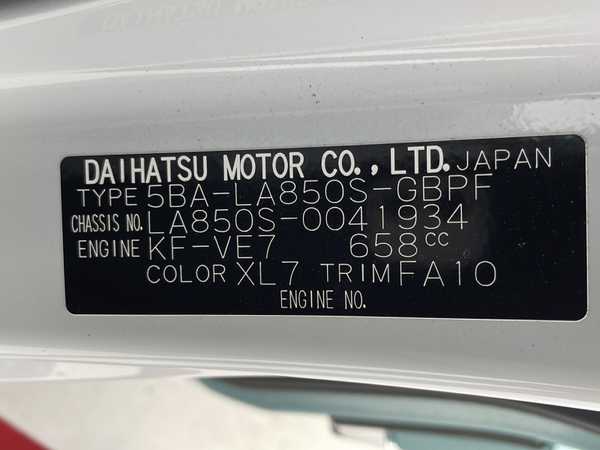 DAIHATSU MOTOR CO., LTD. JAPAN
TYPE 5BA-LA850S-GBPF
CHASSIS NO. LA850S-0041934
ENGINE KF-VE7 658cc
COLOR XL7 TRIM FA10
ENGINE NO.